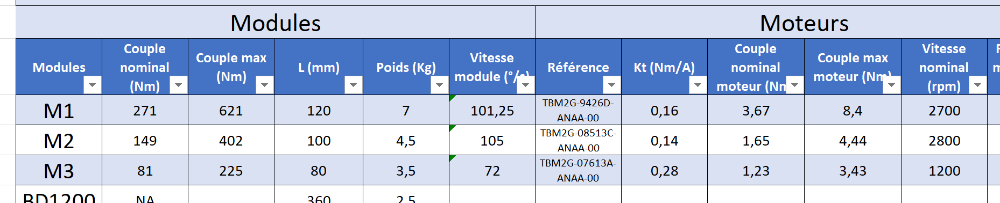 Modules
Moteurs
Modules
Couple
nominal
(Nm)
Couple max
(Nm)
L (mm)
Poids (Kg)
Vitesse
module (°/s)
Référence
Kt (Nm/A)
Couple
nominal
moteur (Nm
Couple max
moteur (Nm)
Vitesse
nominal
(rpm)
M1
271
621
120
7
101,25
TBM2G-9426D-
ANAA-00
0,16
3,67
8,4
2700
M2
149
402
100
4,5
105
TBM2G-08513C-
ANAA-00
0,14
1,65
4,44
2800
M3
81
225
80
3,5
72
TBM2G-07613A-
ANAA-00
0,28
1,23
3,43
1200
BD1200
NA
360
2,5